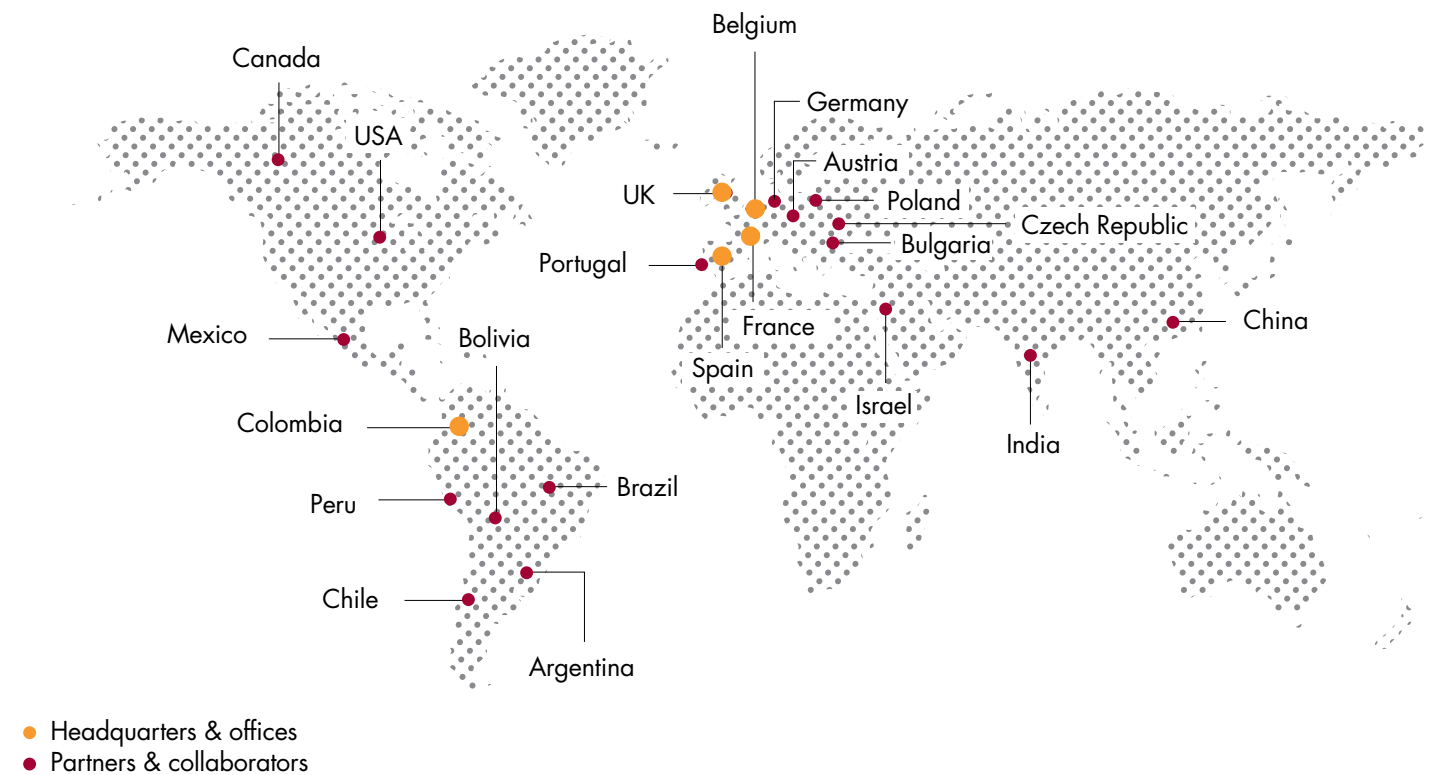 Belgium
Canada
Germany
USA
Austria
UK
Poland
Czech Republic
Bulgaria
Portugal
France
China
Mexico
Bolivia
Spain
Israel
Colombia
India
Brazil
Peru
Chile
Argentina
Headquarters & offices
Partners & collaborators